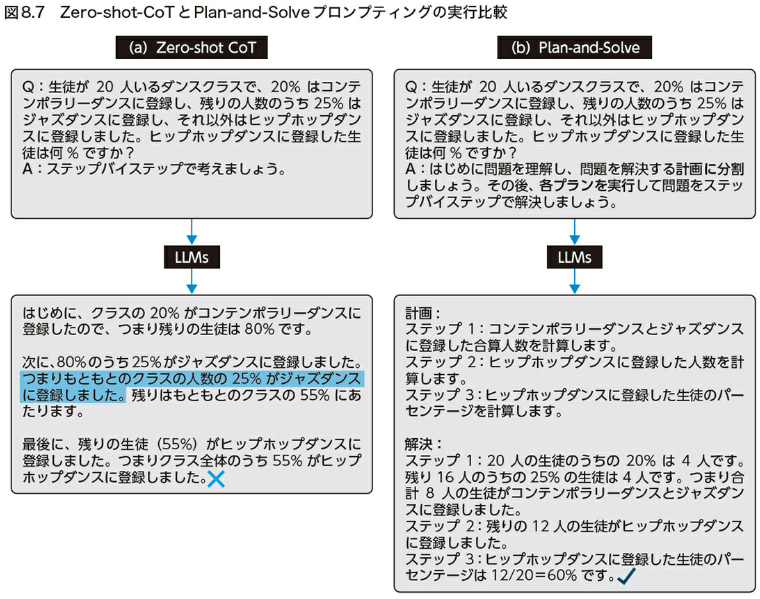 図8.7 Zero-shot-CoTとPlan-and-Solveプロンプティングの実行比較
(a) Zero-shot CoT
Q：生徒が 20 人いるダンスクラスで、20% はコンテ
ンポラリーダンスに登録し、残りの人数のうち 25% は
ジャズダンスに登録し、それ以外はヒップホップダン
スに登録しました。ヒップホップダンスに登録した生
徒は何 % ですか？
A：ステップバイステップで考えましょう。
LLMs
はじめに、クラスの 20% がコンテンポラリーダンスに
登録したので、つまり残りの生徒は 80% です。
次に、80%のうち25%がジャズダンスに登録しました。
つまりもともとのクラスの人数の 25% がジャズダンス
に登録しました。残りはもともとのクラスの 55% にあ
たります。
最後に、残りの生徒（55%）がヒップホップダンスに
登録しました。つまりクラス全体のうち 55% がヒップ
ホップダンスに登録しました。
(b) Plan-and-Solve
Q：生徒が 20 人いるダンスクラスで、20% はコンテ
ンポラリーダンスに登録し、残りの人数のうち 25% は
ジャズダンスに登録し、それ以外はヒップホップダン
スに登録しました。ヒップホップダンスに登録した生
徒は何 % ですか？
A：はじめに問題を理解し、問題を解決する計画に分割
しましょう。その後、各プランを実行して問題をステッ
プバイステップで解決しましょう。
LLMs
計画：
ステップ 1：コンテンポラリーダンスとジャズダンス
に登録した合算人数を計算します。
ステップ 2：ヒップホップダンスに登録した人数を計
算します。
ステップ 3：ヒップホップダンスに登録した生徒のパー
センテージを計算します。
解決：
ステップ 1：20 人の生徒のうちの 20% は 4 人です。
残り 16 人のうちの 25% の生徒は 4 人です。つまり合
計 8 人の生徒がコンテンポラリーダンスとジャズダン
スに登録しました。
ステップ 2：残りの 12 人の生徒がヒップホップダンス
に登録しました。
ステップ 3：ヒップホップダンスに登録した生徒のパー
センテージは 12/20＝60% です。